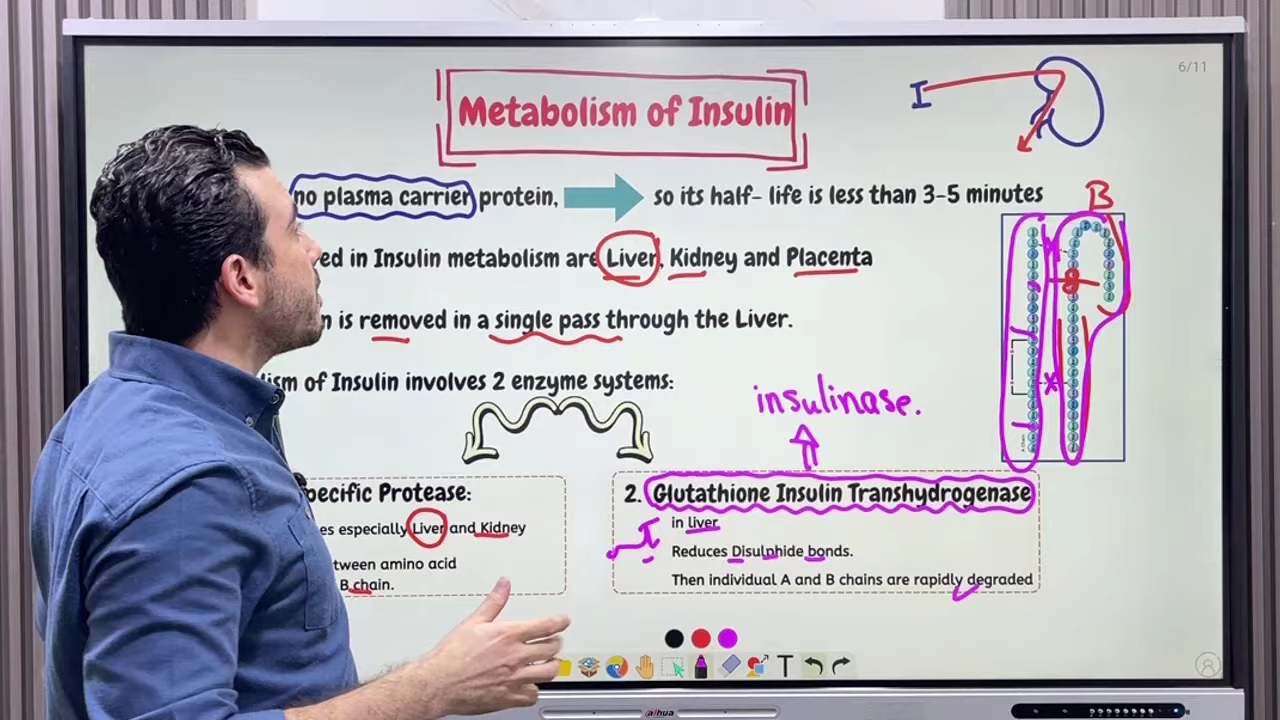 6/11
Metabolism of Insulin
I
no plasma carrier protein,
so its half- life is less than 3-5 minutes
B
ed in Insulin metabolism are Liver, Kidney and Placenta
n is removed in a single pass through the Liver.
lism of Insulin involves 2 enzyme systems:
insulinase.
pecific Protease:
es especially Liver and Kidney
tween amino acid
B chain.
2. Glutathione Insulin Transhydrogenase
in liver
Reduces Disulphide bonds.
Then individual A and B chains are rapidly degraded
T
alhua